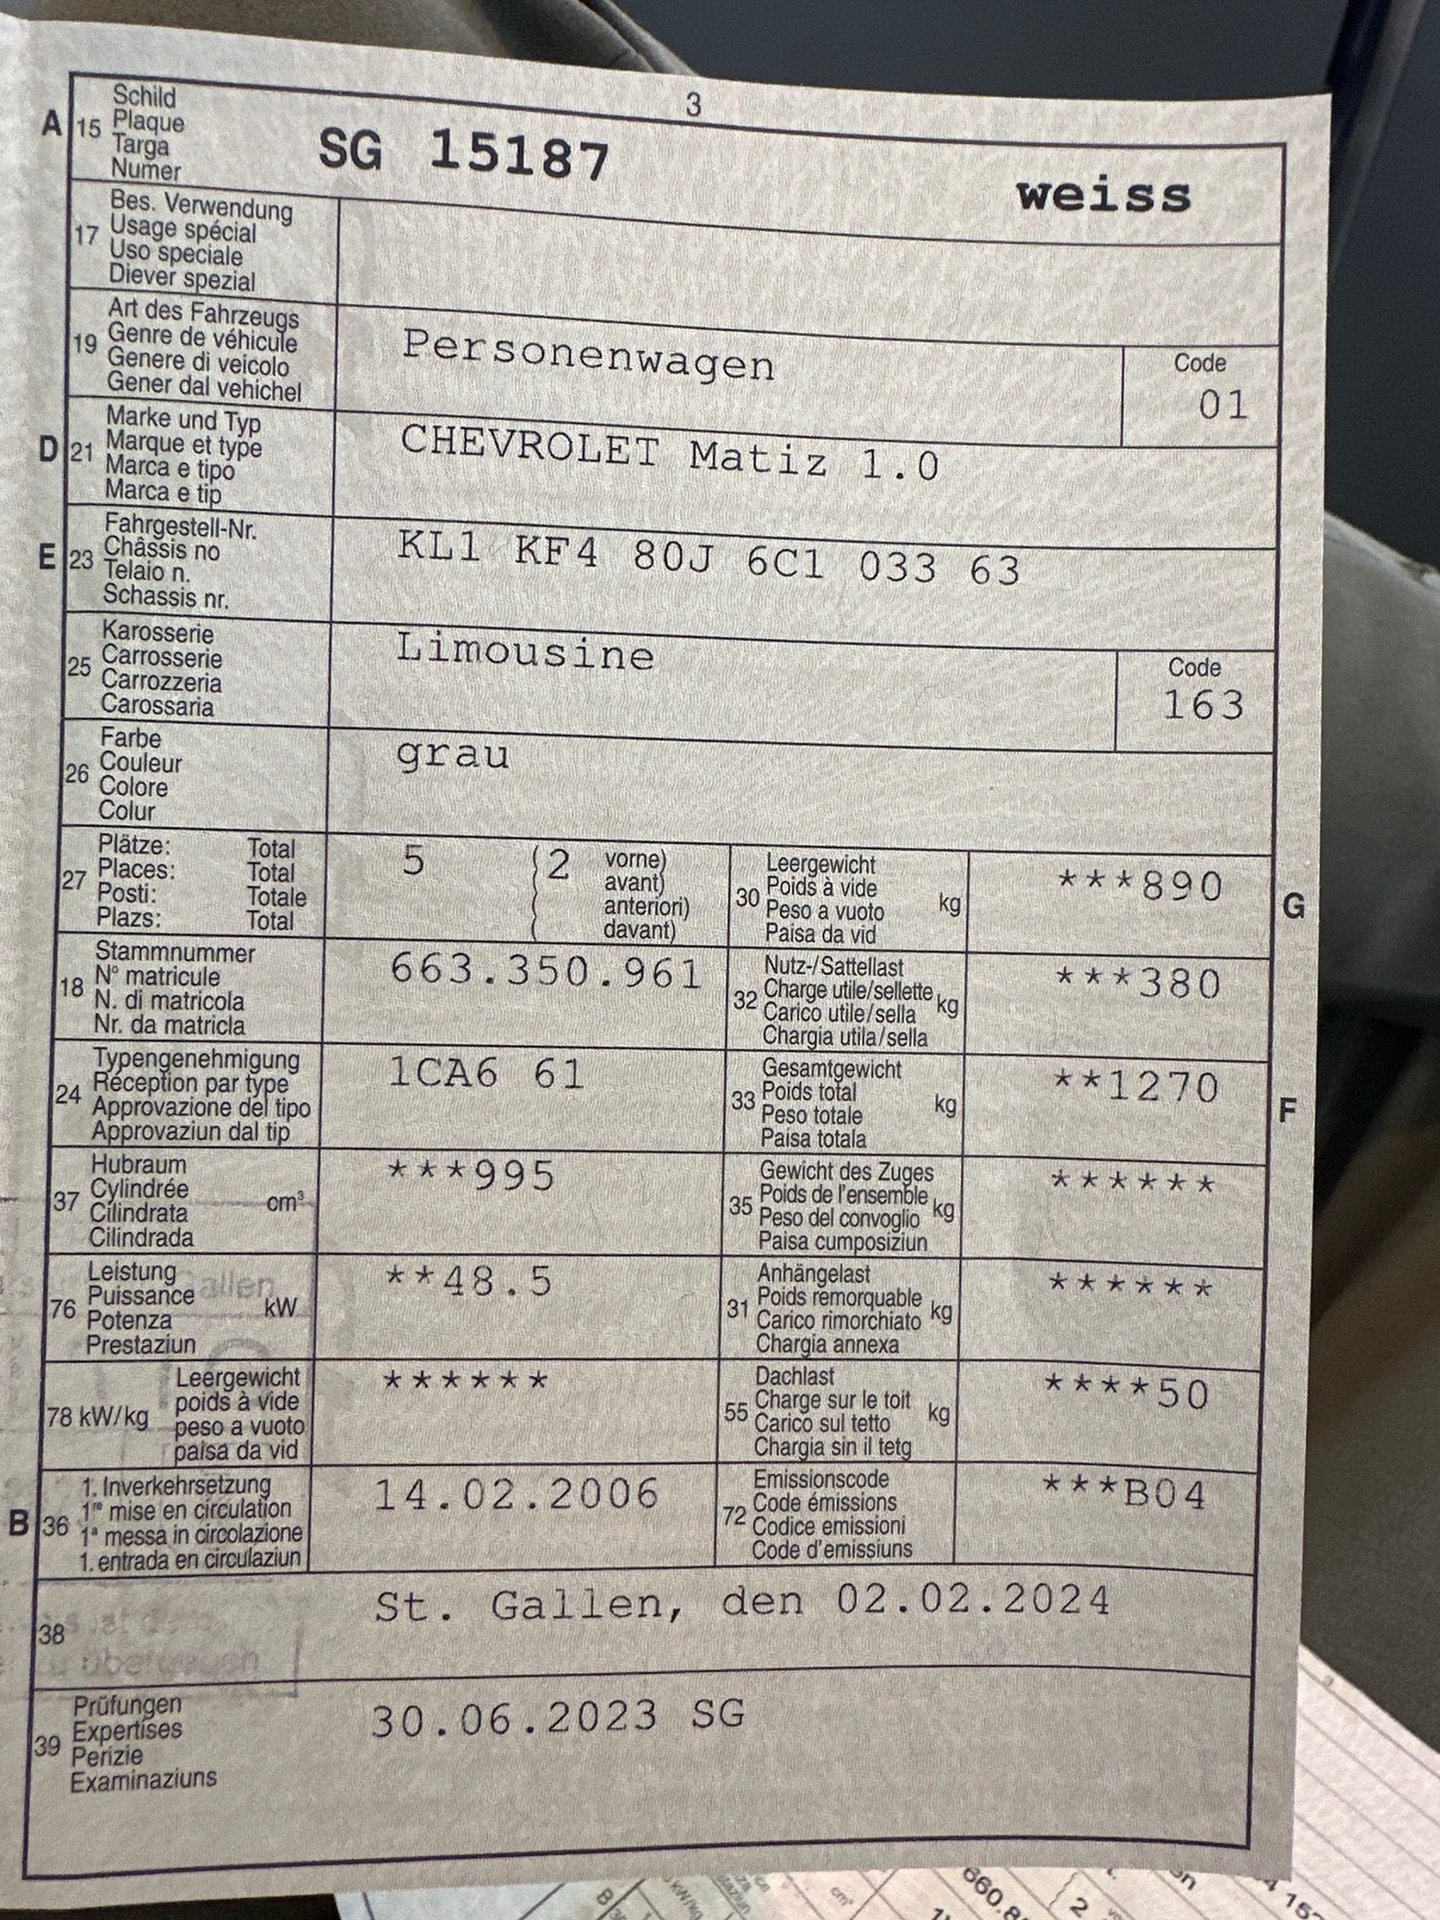 3
A 15 Schild
Plaque
Targa
Numer
SG 15187 weiss
17 Bes. Verwendung
Usage spécial
Uso speciale
Diever spezial
19 Art des Fahrzeugs
Genre de véhicule
Genere di veicolo
Gener dal vehichel
Personenwagen
Code
01
D 21 Marke und Typ
Marque et type
Marca e tipo
Marca e tip
CHEVROLET Matiz 1.0
E 23 Fahrgestell-Nr.
Châssis no
Telaio n.
Schassis nr.
KL1 KF4 80J 6C1 033 63
25 Karosserie
Carrosserie
Carrozzeria
Carossaria
Limousine
Code
163
26 Farbe
Couleur
Colore
Colur
grau
27 Plätze: Total
Places: Total
Posti: Totale
Plazs: Total
5 (2 vorne)
( avant)
( anteriori)
( davant)
30 Leergewicht
Poids à vide
Peso a vuoto kg
Paisa da vid
***890
G
18 Stammnummer
N° matricule
N. di matricola
Nr. da matricla
663.350.961
32 Nutz-/Sattellast
Charge utile/sellette kg
Carico utile/sella
Chargia utila/sella
***380
24 Typengenehmigung
Réception par type
Approvazione del tipo
Approvaziun dal tip
1CA6 61
33 Gesamtgewicht
Poids total
Peso totale kg
Paisa totala
**1270
F
37 Hubraum
Cylindrée cm³
Cilindrata
Cilindrada
***995
35 Gewicht des Zuges
Poids de l'ensemble kg
Peso del convoglio
Paisa cumposiziun
******
76 Leistung
Puissance kW
Potenza
Prestaziun
**48.5
31 Anhängelast
Poids remorquable kg
Carico rimorchiato
Chargia annexa
******
78 kW/kg Leergewicht
poids à vide
peso a vuoto
paisa da vid
******
55 Dachlast
Charge sur le toit kg
Carico sul tetto
Chargia sin il tetg
****50
B 36 1. Inverkehrsetzung
1re mise en circulation
1a messa in circolazione
1. entrada en circulaziun
14.02.2006
72 Emissionscode
Code émissions
Codice emissioni
Code d'emissiuns
***B04
38 St. Gallen, den 02.02.2024
39 Prüfungen
Expertises
Perizie
Examinaziuns
30.06.2023 SG